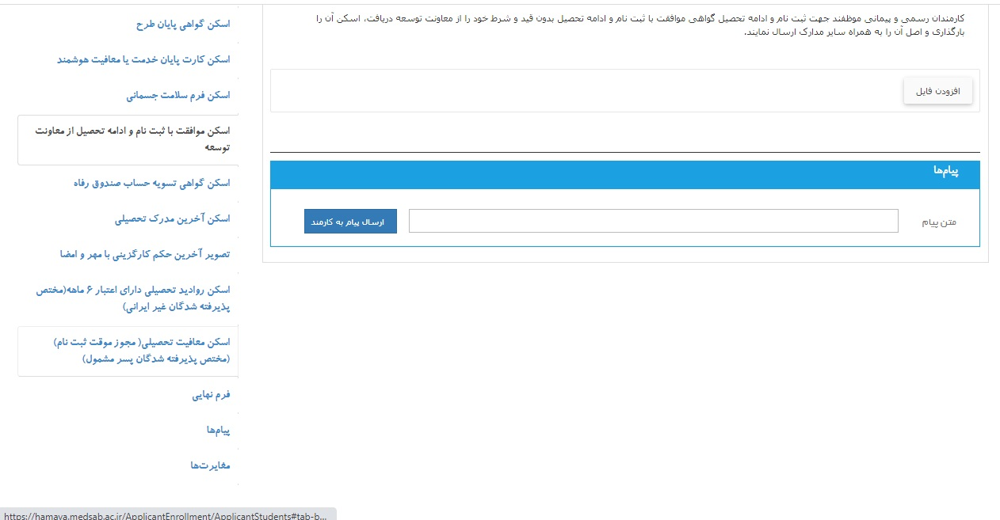 کارمندان رسمی و پیمانی موظفند جهت ثبت نام و ادامه تحصیل گواهی موافقت با ثبت نام و ادامه تحصیل بدون قید و شرط خود را از معاونت توسعه دریافت، اسکن آن را
بارگذاری و اصل آن را به همراه سایر مدارک ارسال نمایند.
افزودن فایل
پیام‌ها
متن پیام
ارسال پیام به کارمند
اسکن گواهی پایان طرح
اسکن کارت پایان خدمت یا معافیت هوشمند
اسکن فرم سلامت جسمانی
اسکن موافقت با ثبت نام و ادامه تحصیل از معاونت
توسعه
اسکن گواهی تسویه حساب صندوق رفاه
اسکن آخرین مدرک تحصیلی
تصویر آخرین حکم کارگزینی با مهر و امضا
اسکن روادید تحصیلی دارای اعتبار ۶ ماهه(مختص
پذیرفته شدگان غیر ایرانی)
اسکن معافیت تحصیلی( مجوز موقت ثبت نام)
(مختص پذیرفته شدگان پسر مشمول)
فرم نهایی
پیام‌ها
مغایرت‌ها
https://hamava.medsab.ac.ir/ApplicantEnrollment/ApplicantStudents#tab-b...